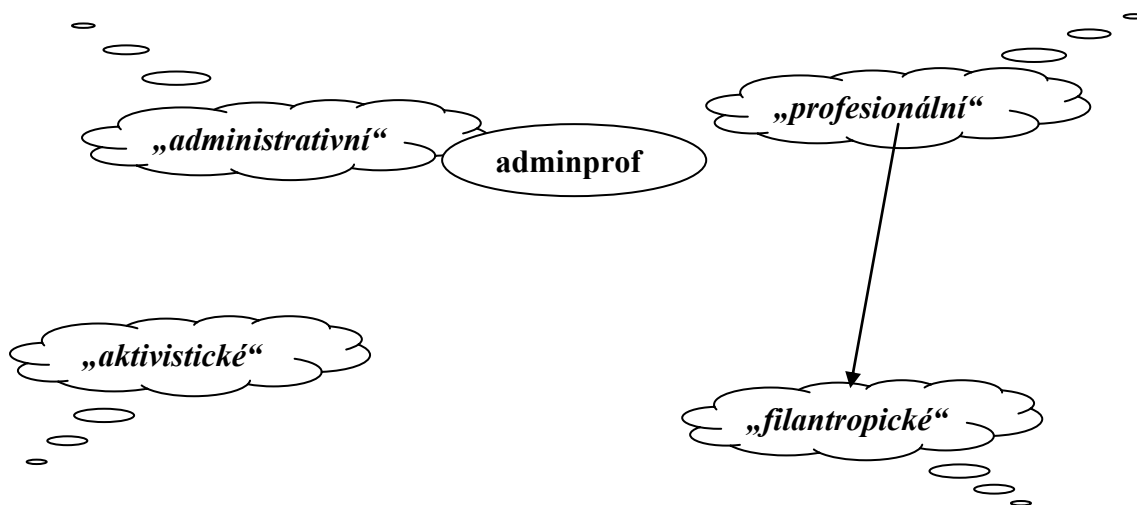 „administrativní“
„profesionální“
adminprof
„aktivistické“
„filantropické“